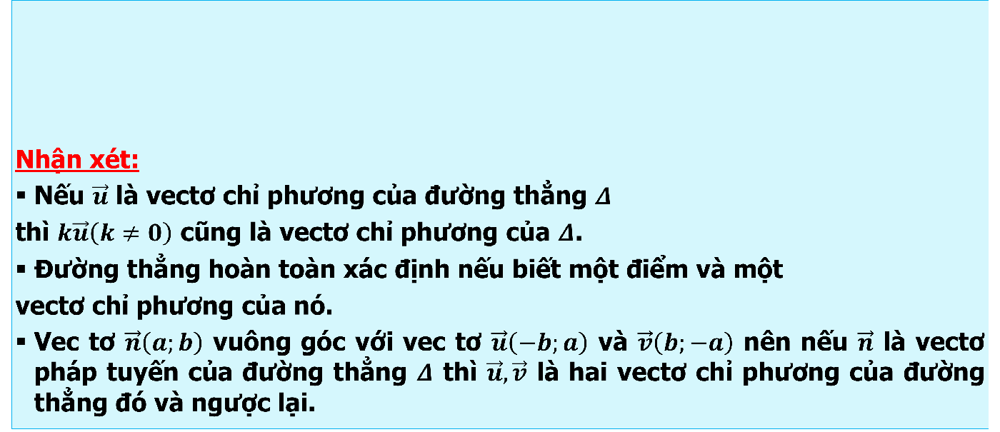 Nhận xét:
▪ Nếu $\vec{u}$ là vectơ chỉ phương của đường thẳng Δ
thì $k\vec{u}(k \neq 0)$ cũng là vectơ chỉ phương của Δ.
▪ Đường thẳng hoàn toàn xác định nếu biết một điểm và một
vectơ chỉ phương của nó.
▪ Vec tơ $\vec{n}(a; b)$ vuông góc với vec tơ $\vec{u}(-b; a)$ và $\vec{v}(b; -a)$ nên nếu $\vec{n}$ là vectơ
pháp tuyến của đường thẳng Δ thì $\vec{u}, \vec{v}$ là hai vectơ chỉ phương của đường
thẳng đó và ngược lại.